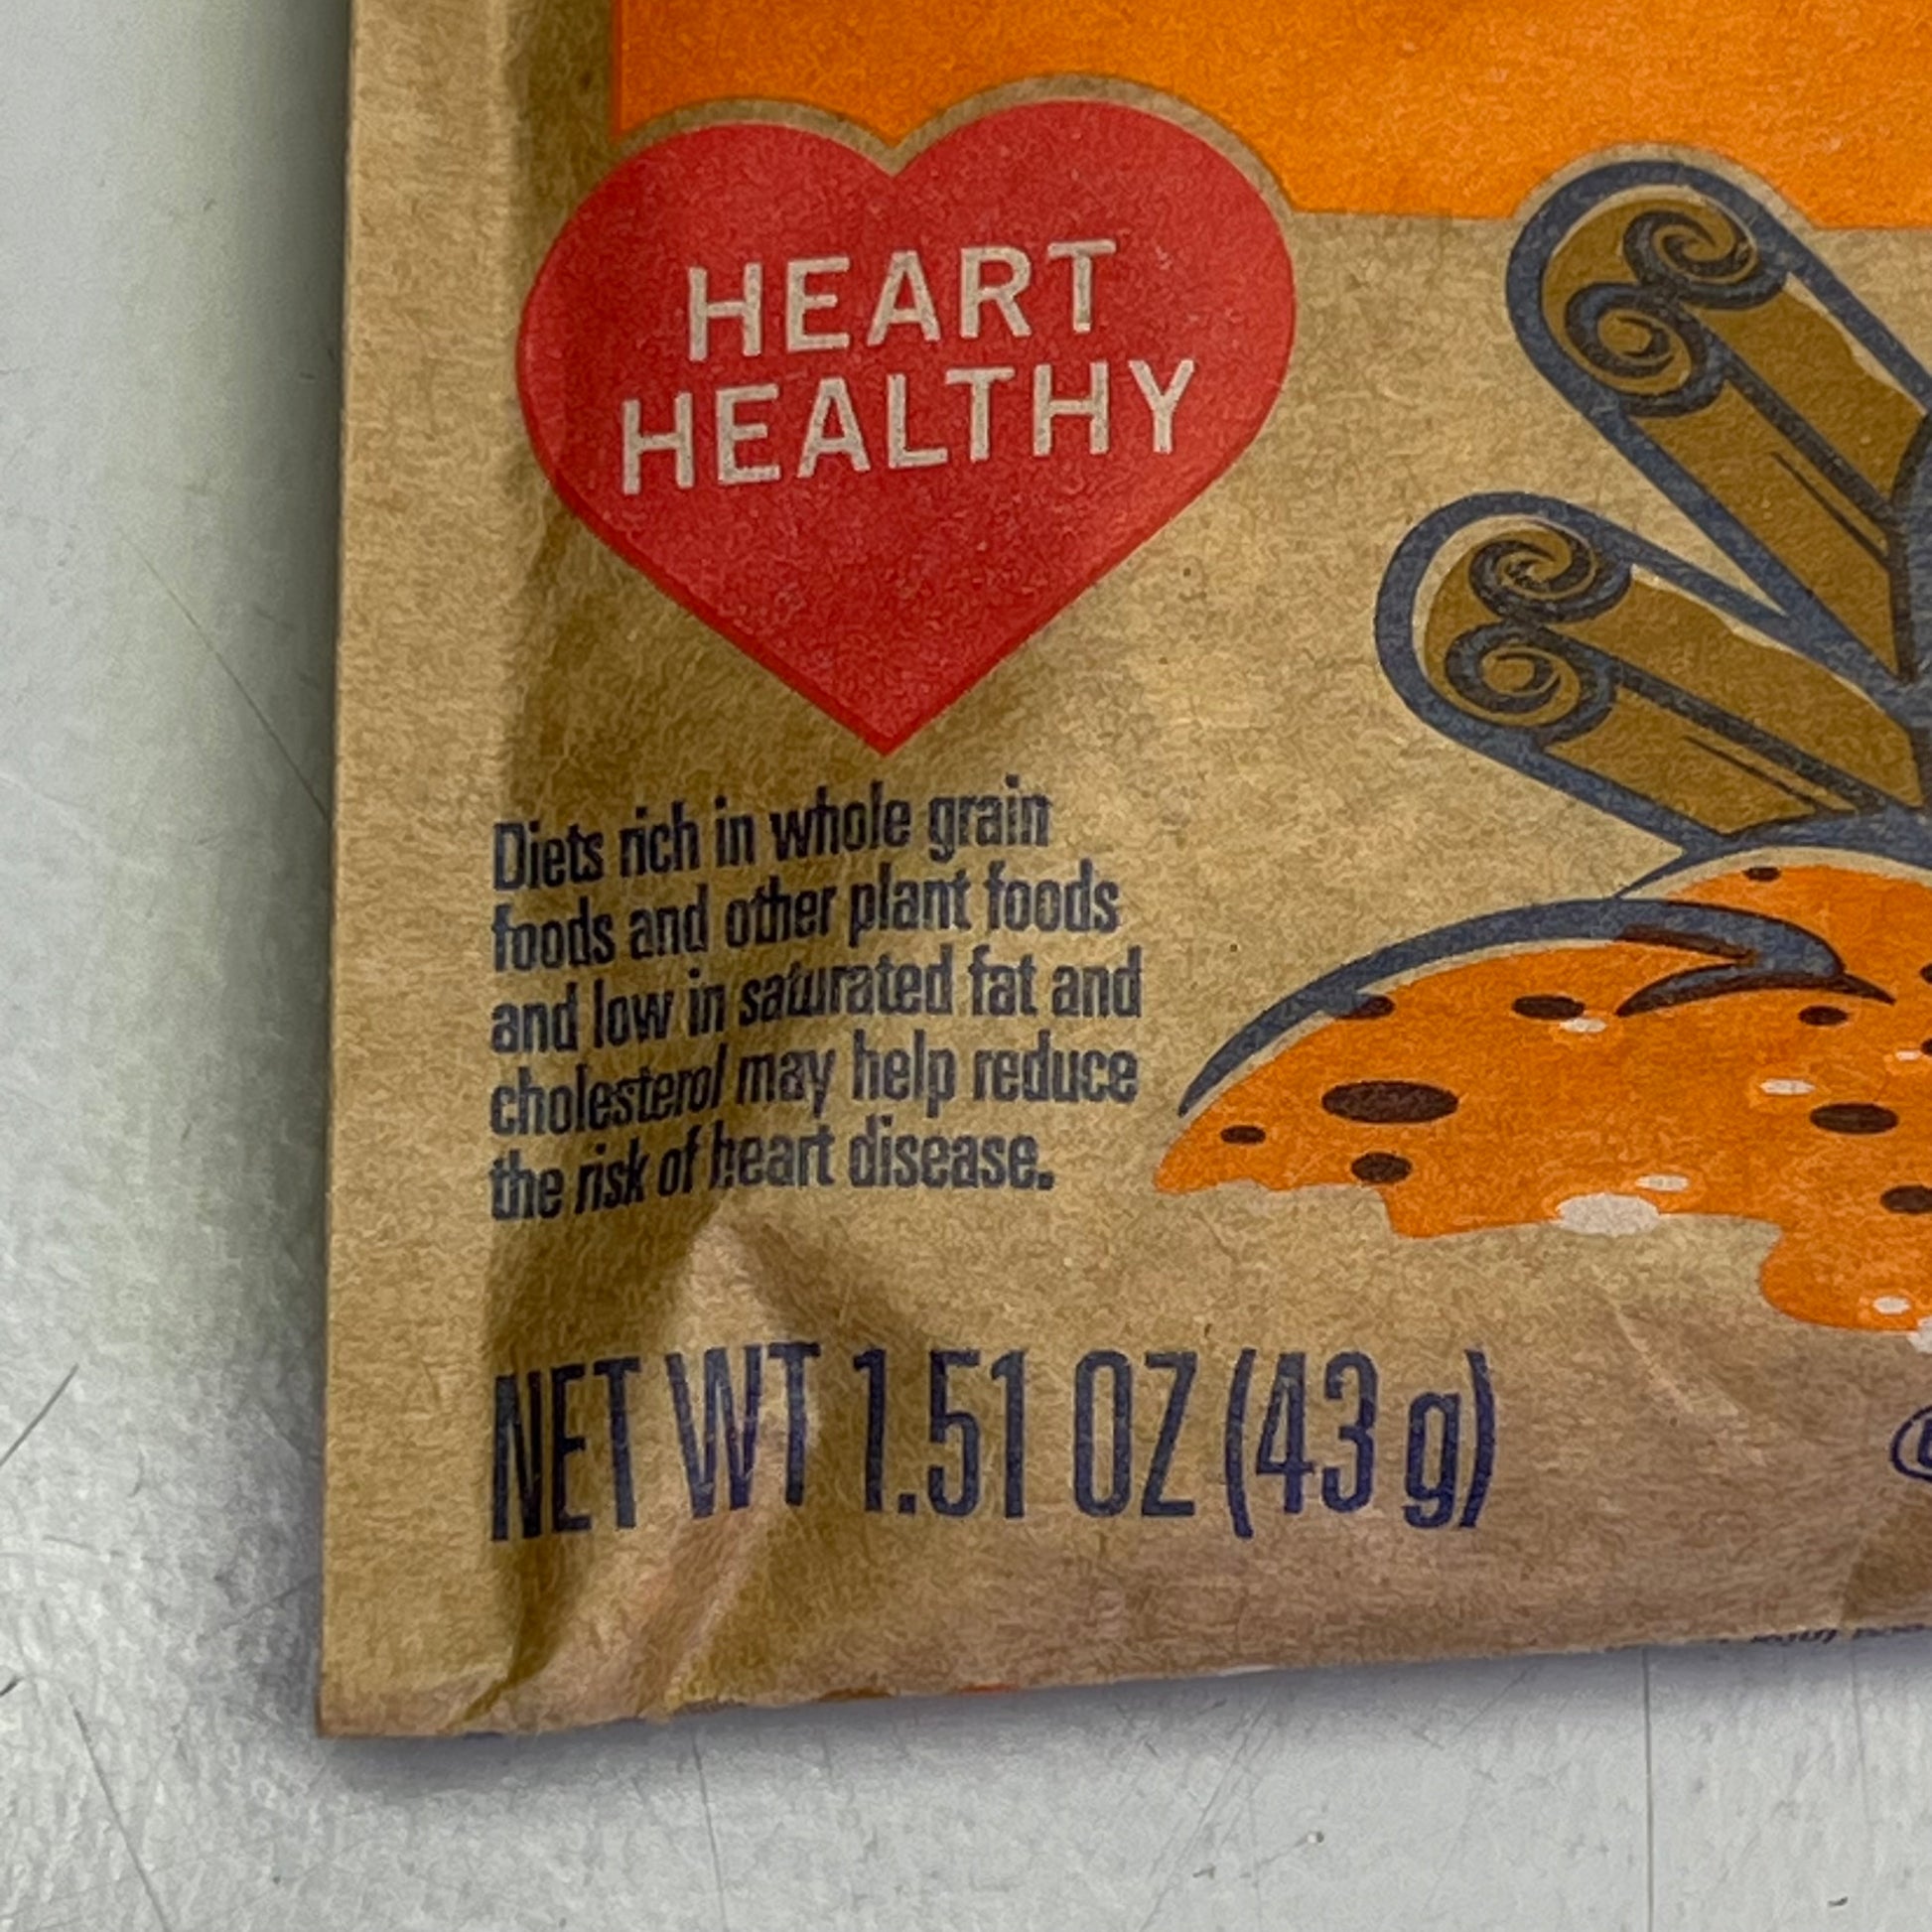 HEART
HEALTHY
Diets rich in whole grain
foods and other plant foods
and low in saturated fat and
cholesterol may help reduce
the risk of heart disease.
NET WT 1.51 OZ (43 g)